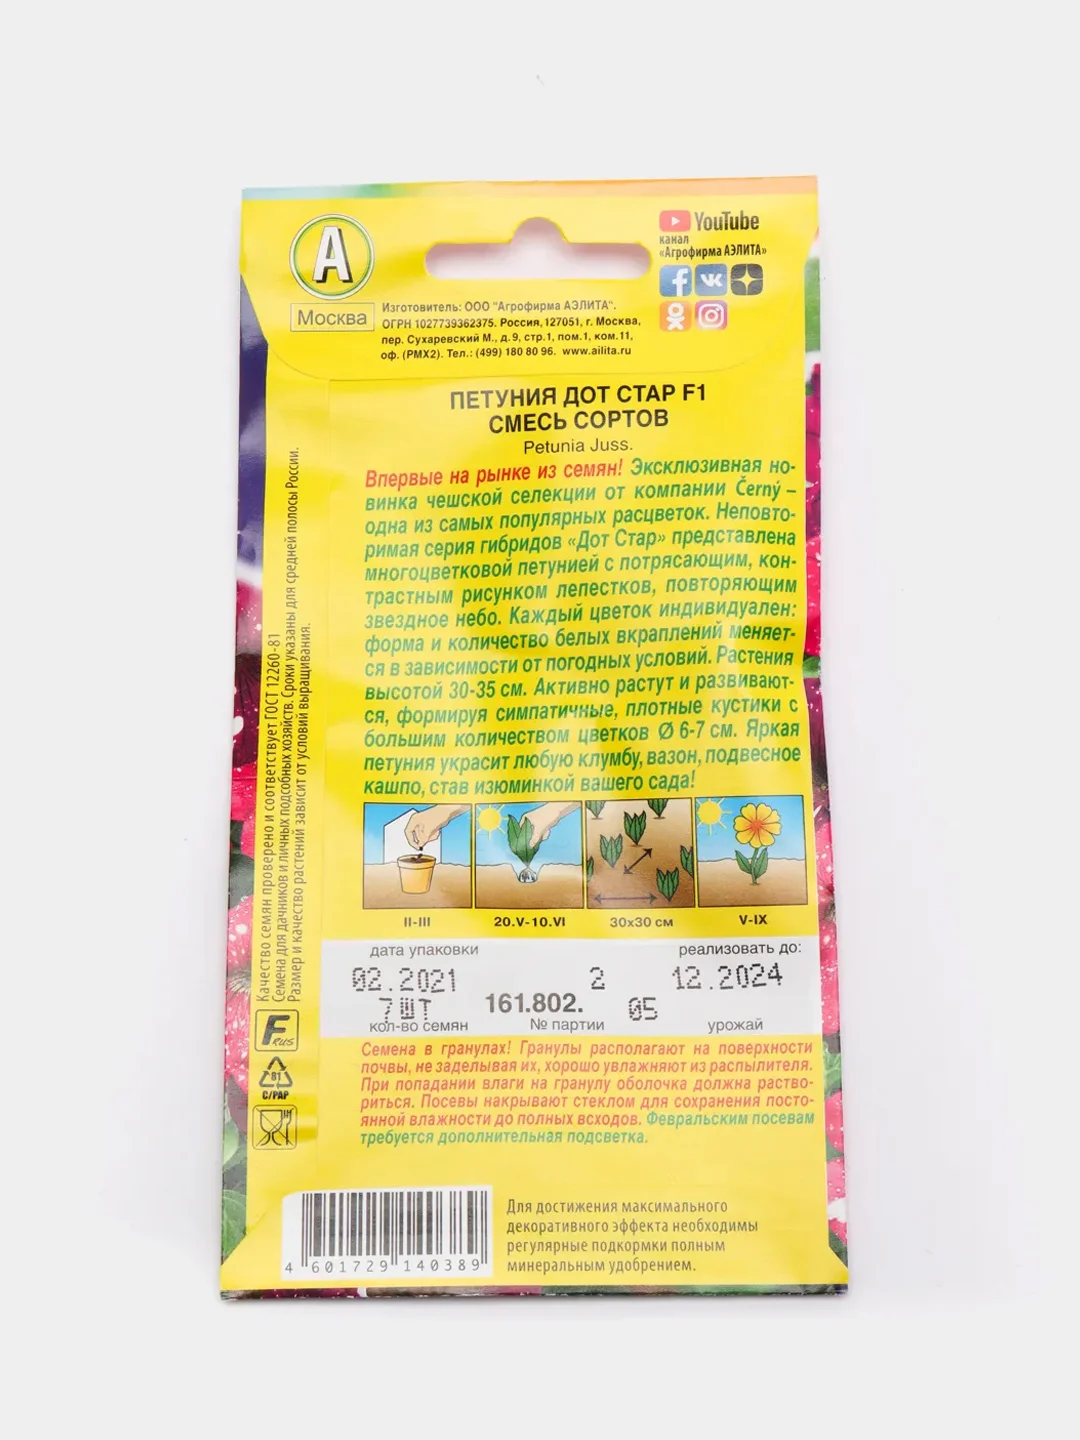 A
Москва
YouTube
канал
«Агрофирма АЭЛИТА»
Изготовитель: ООО "Агрофирма АЭЛИТА".
ОГРН 1027739362375. Россия, 127051, г. Москва,
пер. Сухаревский М., д.9, стр.1, пом.1, ком.11,
оф. (РМХ2). Тел.: (499) 180 80 96. www.ailita.ru
ПЕТУНИЯ ДОТ СТАР F1
СМЕСЬ СОРТОВ
Petunia Juss.
Впервые на рынке из семян! Эксклюзивная но-
винка чешской селекции от компании Černý –
одна из самых популярных расцветок. Неповто-
римая серия гибридов «Дот Стар» представлена
многоцветковой петунией с потрясающим, кон-
трастным рисунком лепестков, повторяющим
звездное небо. Каждый цветок индивидуален:
форма и количество белых вкраплений меняет-
ся в зависимости от погодных условий. Растения
высотой 30-35 см. Активно растут и развивают-
ся, формируя симпатичные, плотные кустики с
большим количеством цветков Ø 6-7 см. Яркая
петуния украсит любую клумбу, вазон, подвесное
кашпо, став изюминкой вашего сада!
II-III
20.V-10.VI
30х30 см
V-IX
дата упаковки
реализовать до:
02.2021
2
12.2024
7 ШТ
161.802.
05
кол-во семян
№ партии
урожай
Семена в гранулах! Гранулы располагают на поверхности
почвы, не заделывая их, хорошо увлажняют из распылителя.
При попадании влаги на гранулу оболочка должна раство-
риться. Посевы накрывают стеклом для сохранения посто-
янной влажности до полных всходов. Февральским посевам
требуется дополнительная подсветка.
Качество семян проверено и соответствует ГОСТ 12260-81
Семена для дачников и личных подсобных хозяйств. Сроки указаны для средней полосы России.
Размер и качество растений зависит от условий выращивания.
F RUS
81
C/PAP
4 601729 140389
Для достижения максимального
декоративного эффекта необходимы
регулярные подкормки полным
минеральным удобрением.